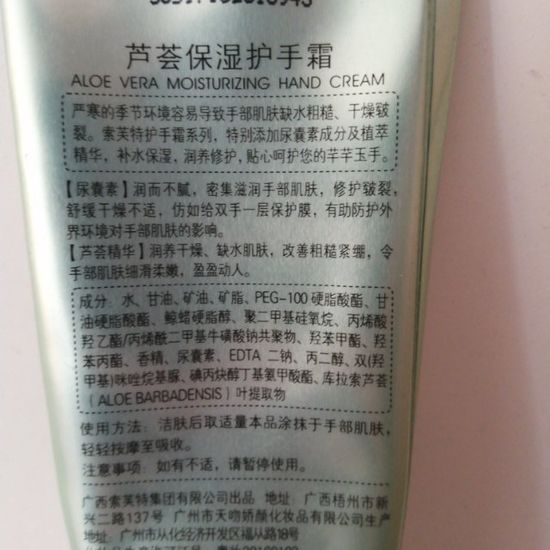 芦荟保湿护手霜
ALOE VERA MOISTURIZING HAND CREAM
严寒的季节环境容易导致手部肌肤缺水粗糙、干燥皲
裂。索芙特护手霜系列，特别添加尿囊素成分及植萃
精华，补水保湿，润养修护，贴心呵护您的芊芊玉手。
【尿囊素】润而不腻，密集滋润手部肌肤，修护皲裂，
舒缓干燥不适，仿如给双手一层保护膜，有助防护外
界环境对手部肌肤的影响。
【芦荟精华】润养干燥、缺水肌肤，改善粗糙紧绷，令
手部肌肤细滑柔嫩，盈盈动人。
成分：水、甘油、矿油、矿脂、PEG-100硬脂酸酯、甘
油硬脂酸酯、鲸蜡硬脂醇、聚二甲基硅氧烷、丙烯酸
羟乙酯/丙烯酰二甲基牛磺酸钠共聚物、羟苯甲酯、羟
苯丙酯、香精、尿囊素、EDTA 二钠、丙二醇、双(羟
甲基)咪唑烷基脲、碘丙炔醇丁基氨甲酸酯、库拉索芦荟
（ALOE BARBADENSIS）叶提取物
使用方法：洁肤后取适量本品涂抹于手部肌肤，
轻轻按摩至吸收。
注意事项：如有不适，请暂停使用。
广西索芙特集团有限公司出品 地址：广西梧州市新
兴二路137号 广州市天吻娇颜化妆品有限公司生产
地址：广州市从化经济开发区福从路18号